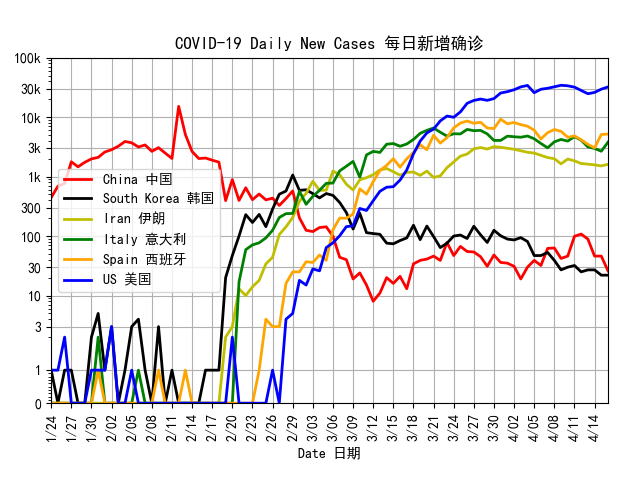 COVID-19 Daily New Cases 每日新增确诊
100k
30k
10k
3k
1k
300
100
30
10
3
1
0
China 中国
South Korea 韩国
Iran 伊朗
Italy 意大利
Spain 西班牙
US 美国
1/24 1/27 1/30 2/02 2/05 2/08 2/11 2/14 2/17 2/20 2/23 2/26 2/29 3/03 3/06 3/09 3/12 3/15 3/18 3/21 3/24 3/27 3/30 4/02 4/05 4/08 4/11 4/14
Date 日期